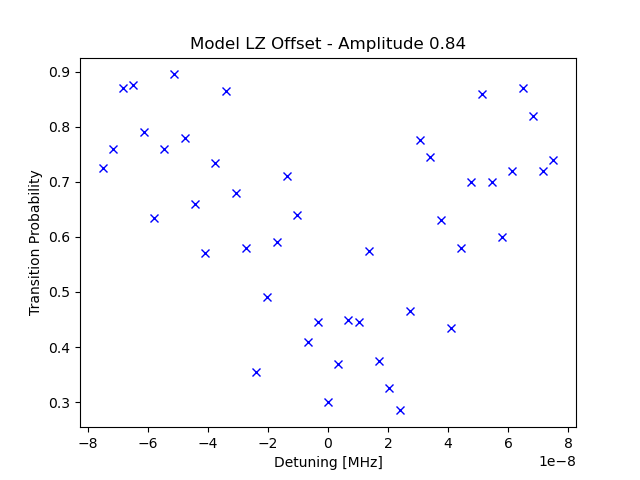 Model LZ Offset - Amplitude 0.84
Transition Probability
0.9
0.8
0.7
0.6
0.5
0.4
0.3
−8 −6 −4 −2 0 2 4 6 8
1e−8
Detuning [MHz]